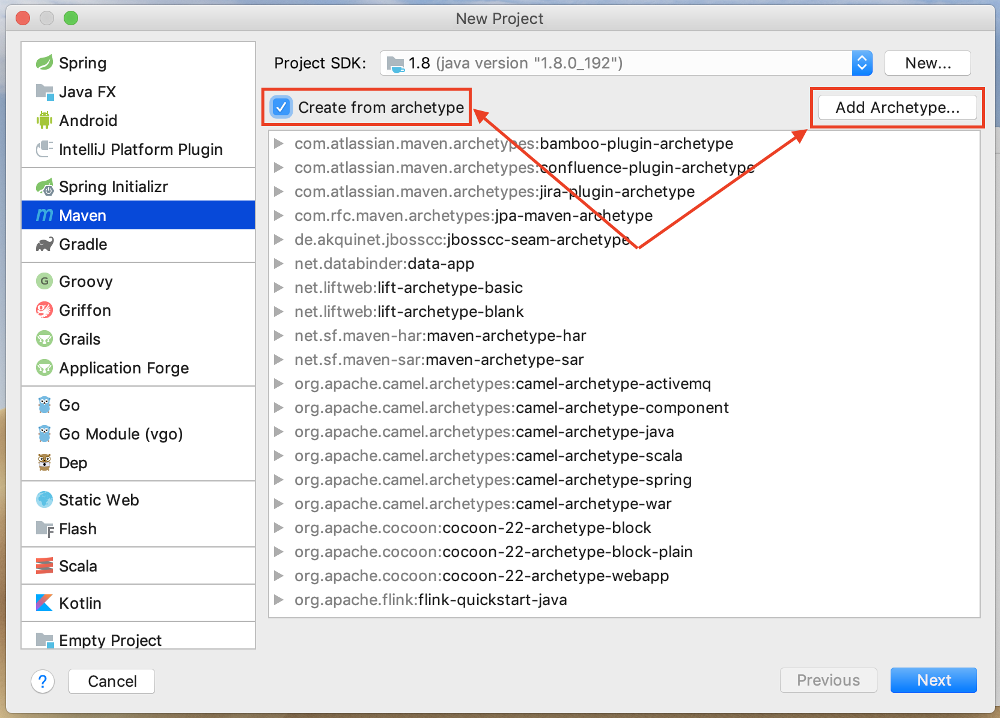 New Project
Spring
Java FX
Android
IntelliJ Platform Plugin
Spring Initializr
Maven
Gradle
Groovy
Griffon
Grails
Application Forge
Go
Go Module (vgo)
Dep
Static Web
Flash
Scala
Kotlin
Empty Project
Project SDK: 1.8 (java version "1.8.0_192") New...
Create from archetype Add Archetype...
com.atlassian.maven.archetypes:bamboo-plugin-archetype
com.atlassian.maven.archetypes:confluence-plugin-archetype
com.atlassian.maven.archetypes:jira-plugin-archetype
com.rfc.maven.archetypes:jpa-maven-archetype
de.akquinet.jbosscc:jbosscc-seam-archetype
net.databinder:data-app
net.liftweb:lift-archetype-basic
net.liftweb:lift-archetype-blank
net.sf.maven-har:maven-archetype-har
net.sf.maven-sar:maven-archetype-sar
org.apache.camel.archetypes:camel-archetype-activemq
org.apache.camel.archetypes:camel-archetype-component
org.apache.camel.archetypes:camel-archetype-java
org.apache.camel.archetypes:camel-archetype-scala
org.apache.camel.archetypes:camel-archetype-spring
org.apache.camel.archetypes:camel-archetype-war
org.apache.cocoon:cocoon-22-archetype-block
org.apache.cocoon:cocoon-22-archetype-block-plain
org.apache.cocoon:cocoon-22-archetype-webapp
org.apache.flink:flink-quickstart-java
? Cancel Previous Next